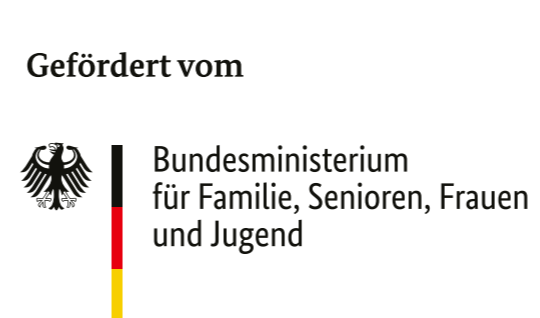 Gefördert vom
Bundesministerium
für Familie, Senioren, Frauen
und Jugend